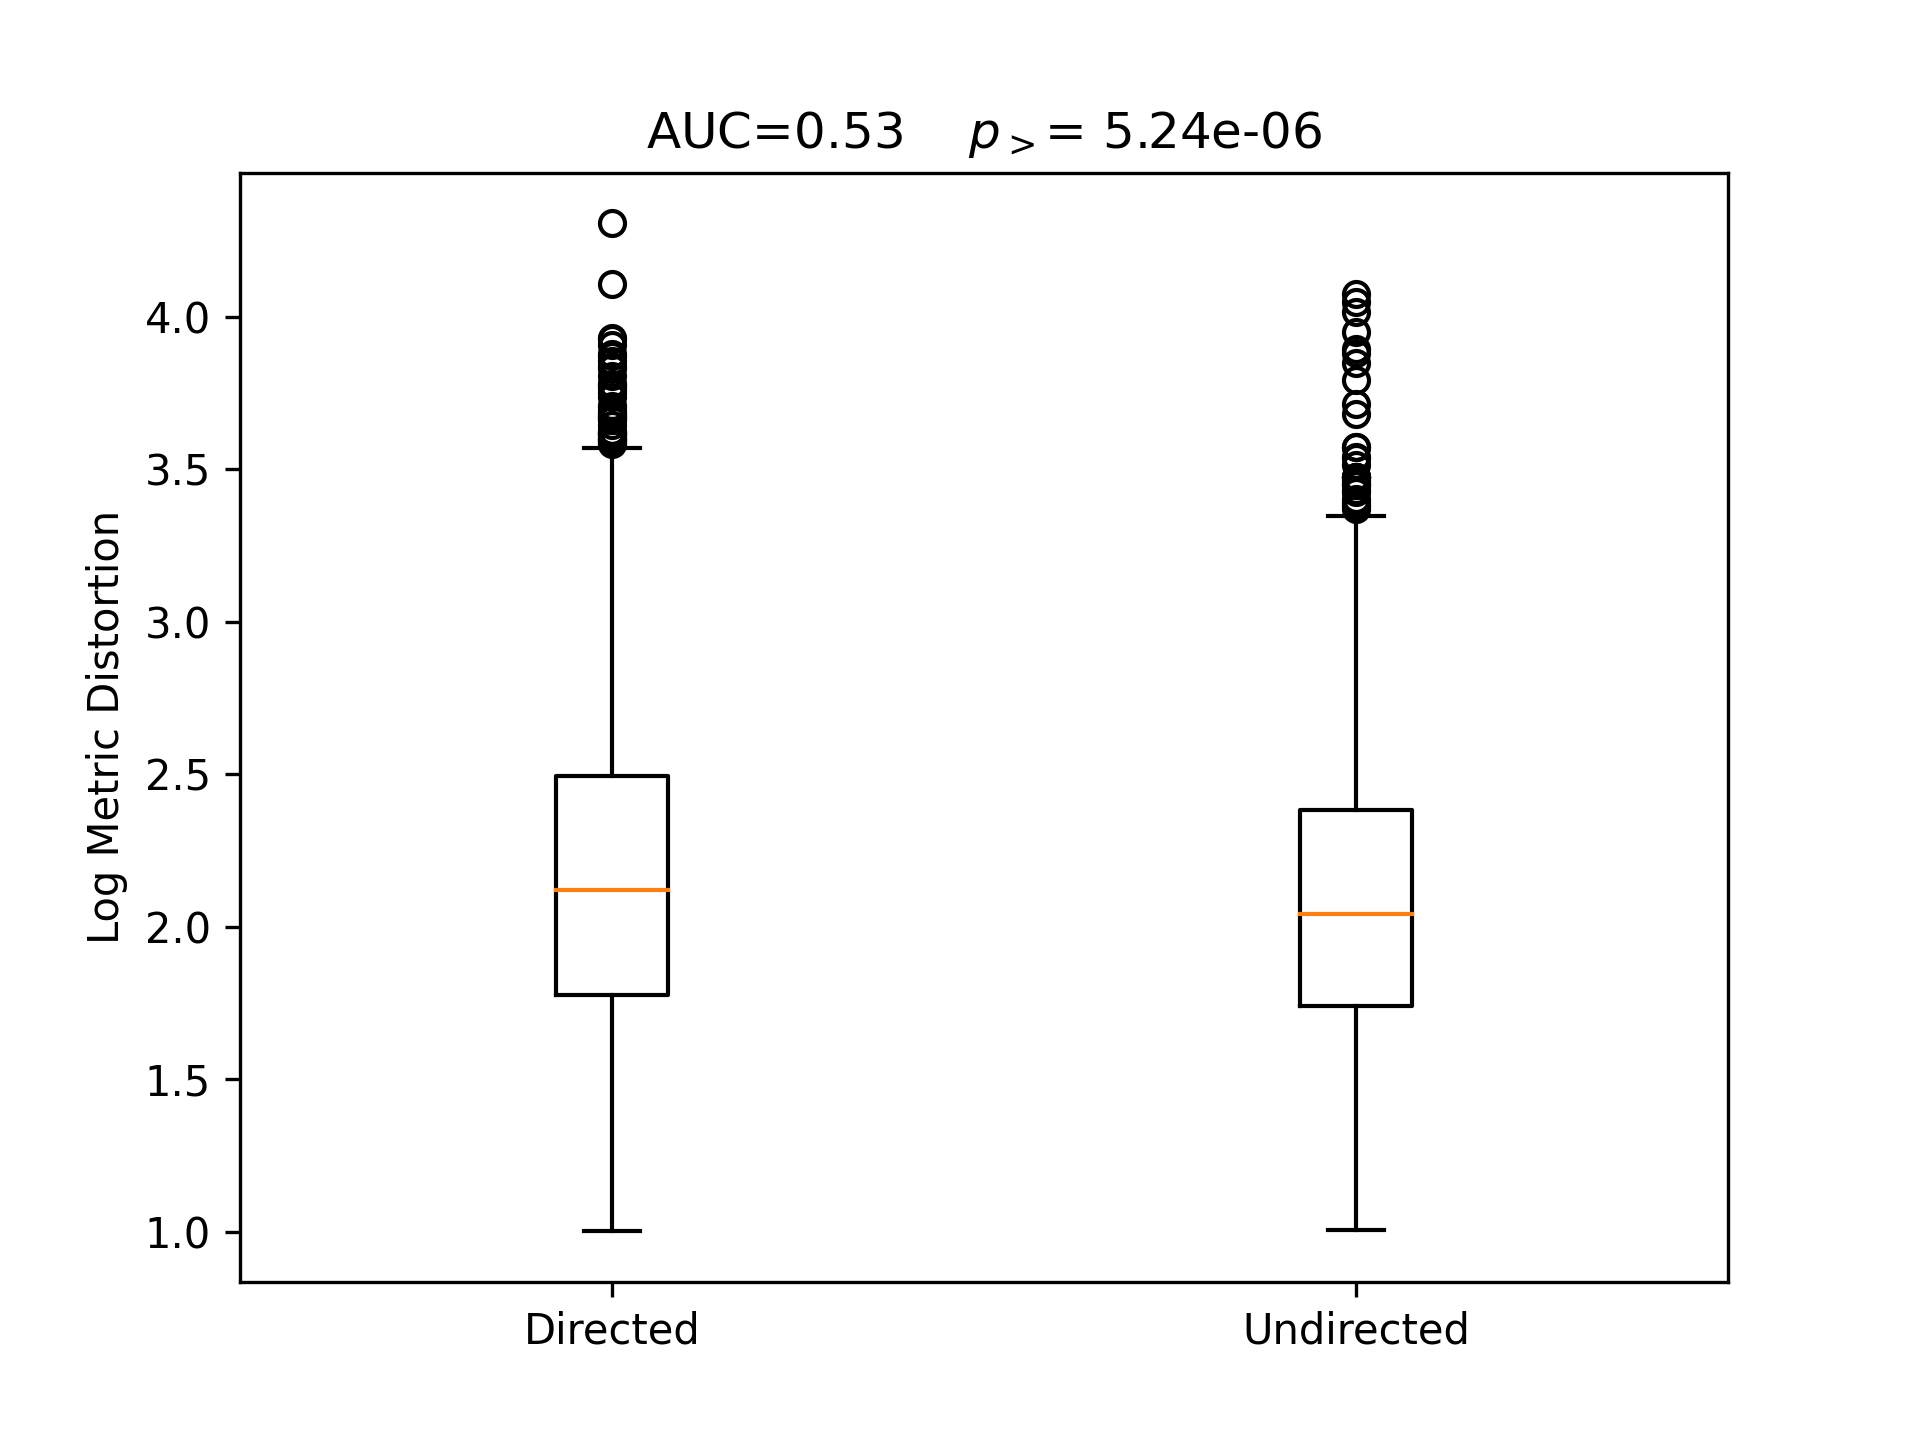 AUC=0.53 p> = 5.24e-06
Log Metric Distortion
4.0
3.5
3.0
2.5
2.0
1.5
1.0
Directed Undirected